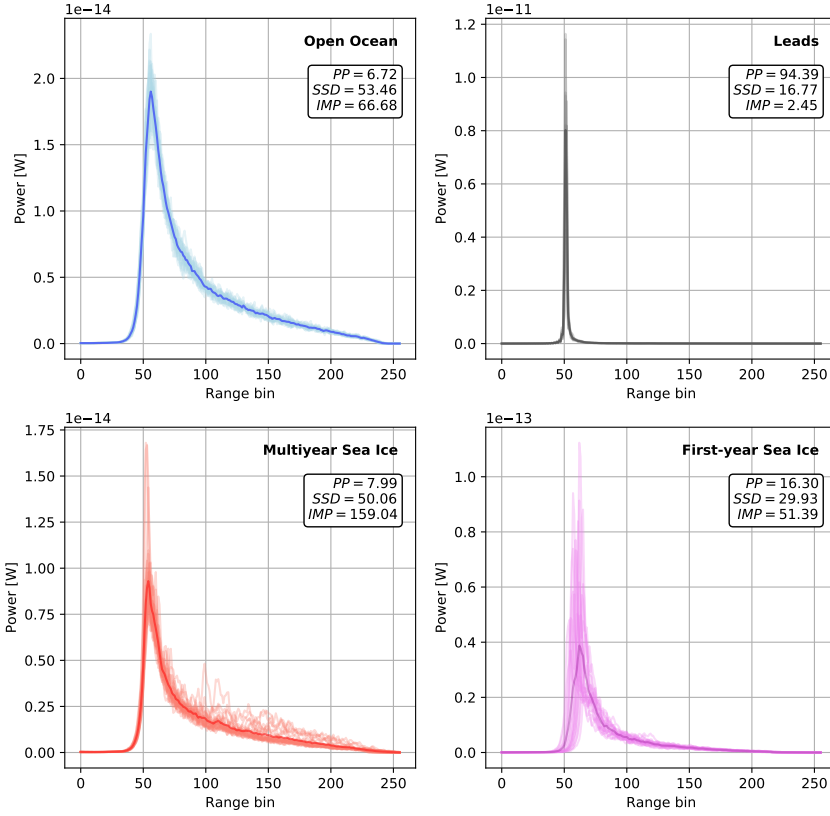 1e−14
Open Ocean
PP = 6.72
SSD = 53.46
IMP = 66.68
Power [W]
2.0
1.5
1.0
0.5
0.0
0 50 100 150 200 250
Range bin
1e−11
Leads
PP = 94.39
SSD = 16.77
IMP = 2.45
Power [W]
1.2
1.0
0.8
0.6
0.4
0.2
0.0
0 50 100 150 200 250
Range bin
1e−14
Multiyear Sea Ice
PP = 7.99
SSD = 50.06
IMP = 159.04
Power [W]
1.75
1.50
1.25
1.00
0.75
0.50
0.25
0.00
0 50 100 150 200 250
Range bin
1e−13
First-year Sea Ice
PP = 16.30
SSD = 29.93
IMP = 51.39
Power [W]
1.0
0.8
0.6
0.4
0.2
0.0
0 50 100 150 200 250
Range bin